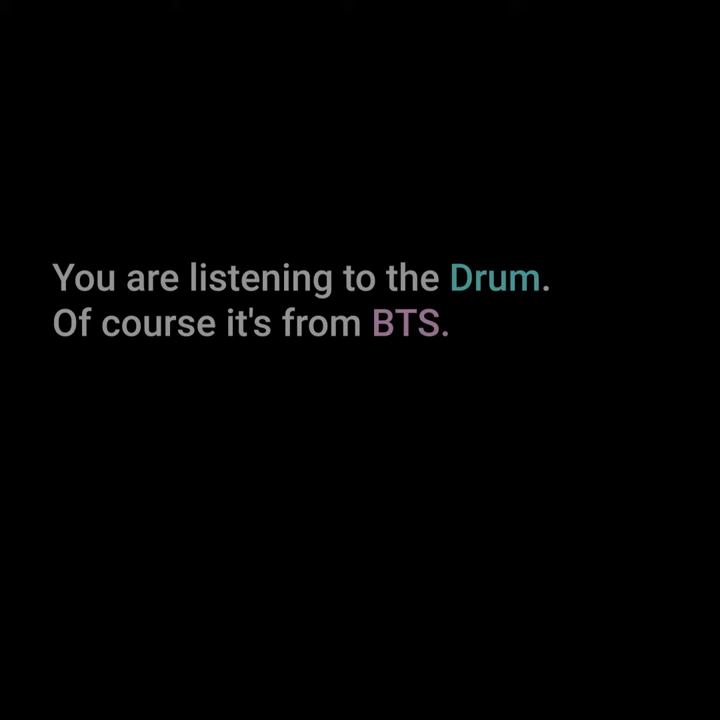 You are listening to the Drum.
Of course it's from BTS.